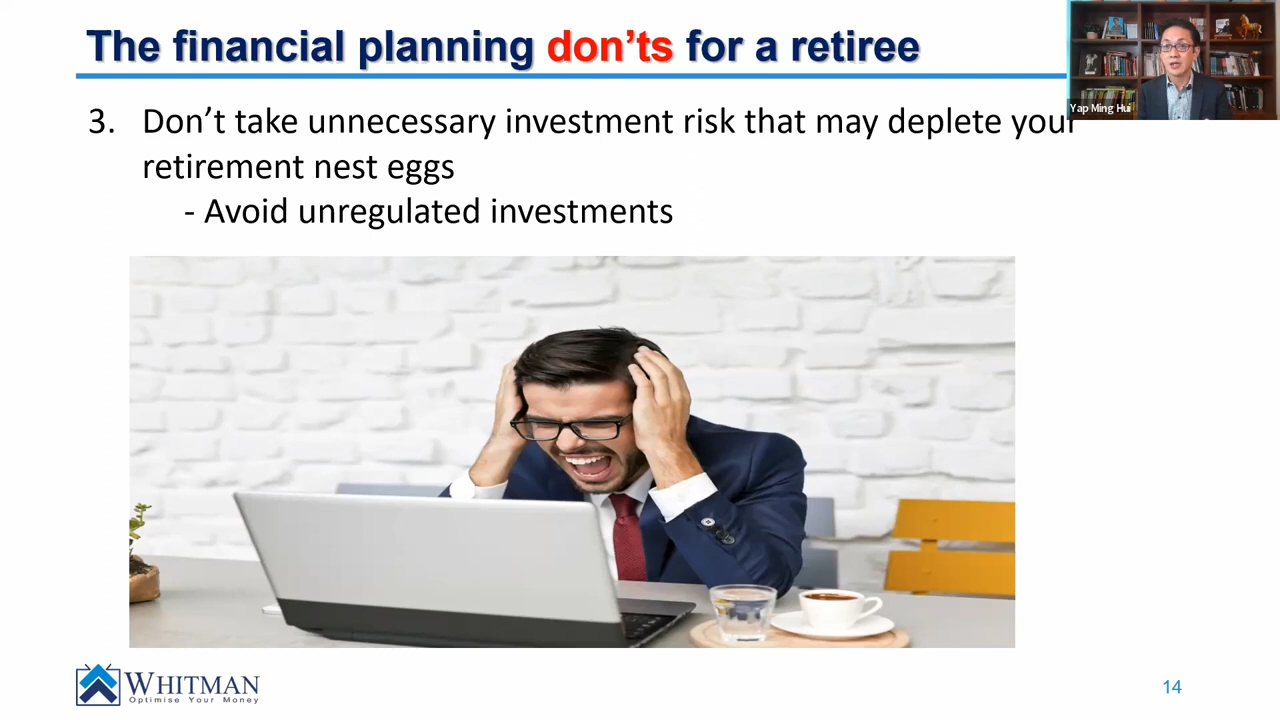 The financial planning don’ts for a retiree
Yap Ming Hui
3. Don’t take unnecessary investment risk that may deplete your
retirement nest eggs
- Avoid unregulated investments
WHITMAN
Optimise Your Money
14